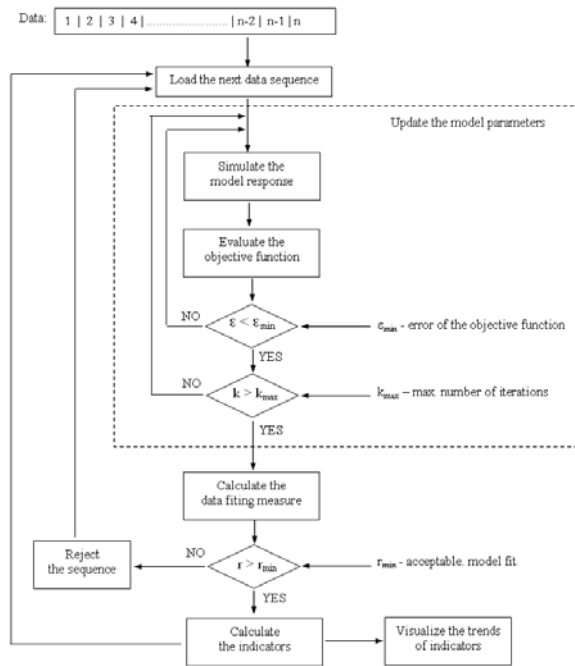 Data:
1 | 2 | 3 | 4 |.............................| n-2 | n-1 | n
Load the next data sequence
Update the model parameters
Simulate the
model response
Evaluate the
objective function
NO
ε < ε_min
ε_min - error of the objective function
YES
NO
k > k_max
k_max – max. number of iterations
YES
Calculate the
data fiting measure
Reject
the sequence
NO
r > r_min
r_min - acceptable. model fit
YES
Calculate
the indicators
Visualize the trends
of indicators